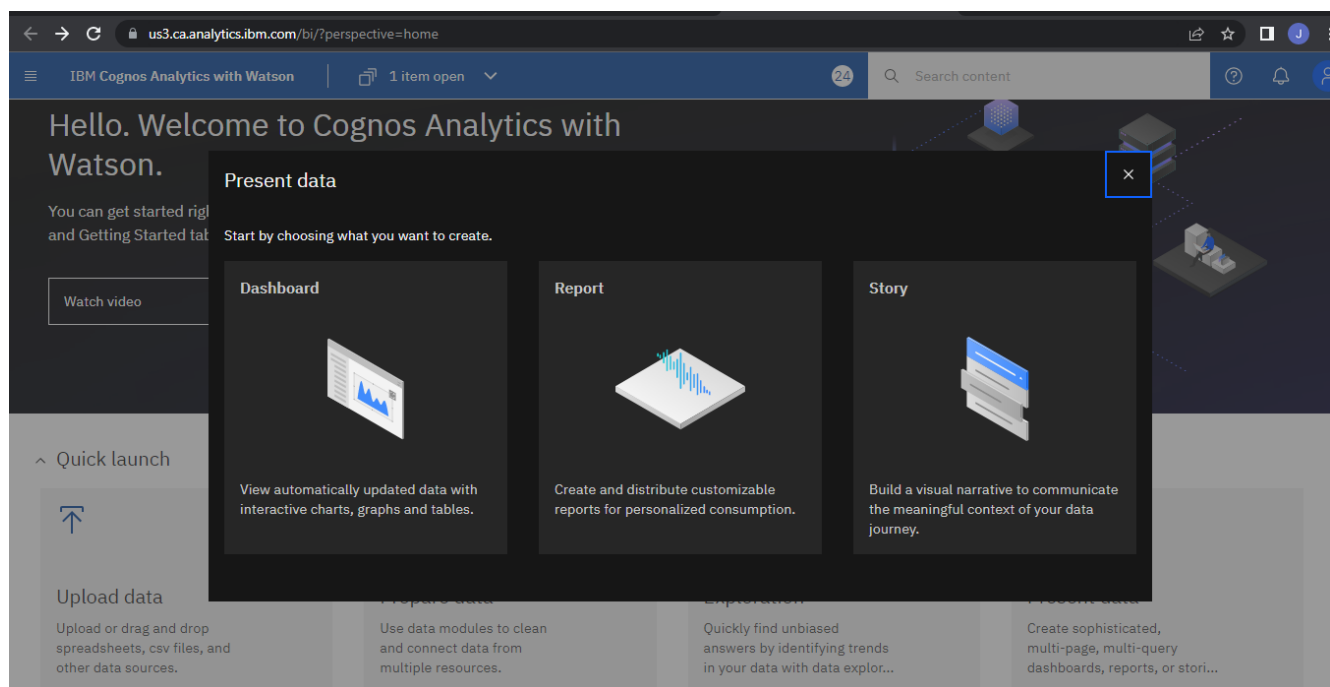 us3.ca.analytics.ibm.com/bi/?perspective=home
J
IBM Cognos Analytics with Watson
1 item open
24
Search content
Hello. Welcome to Cognos Analytics with
Watson.
You can get started
and Getting Started
Watch video
Present data
Start by choosing what you want to create.
Dashboard
View automatically updated data with
interactive charts, graphs and tables.
Report
Create and distribute customizable
reports for personalized consumption.
Story
Build a visual narrative to communicate
the meaningful context of your data
journey.
Quick launch
Upload data
Upload or drag and drop
spreadsheets, csv files, and
other data sources.
Prepare data
Use data modules to clean
and connect data from
multiple resources.
Exploration
Quickly find unbiased
answers by identifying trends
in your data with data explor...
Present data
Create sophisticated,
multi-page, multi-query
dashboards, reports, or stori...